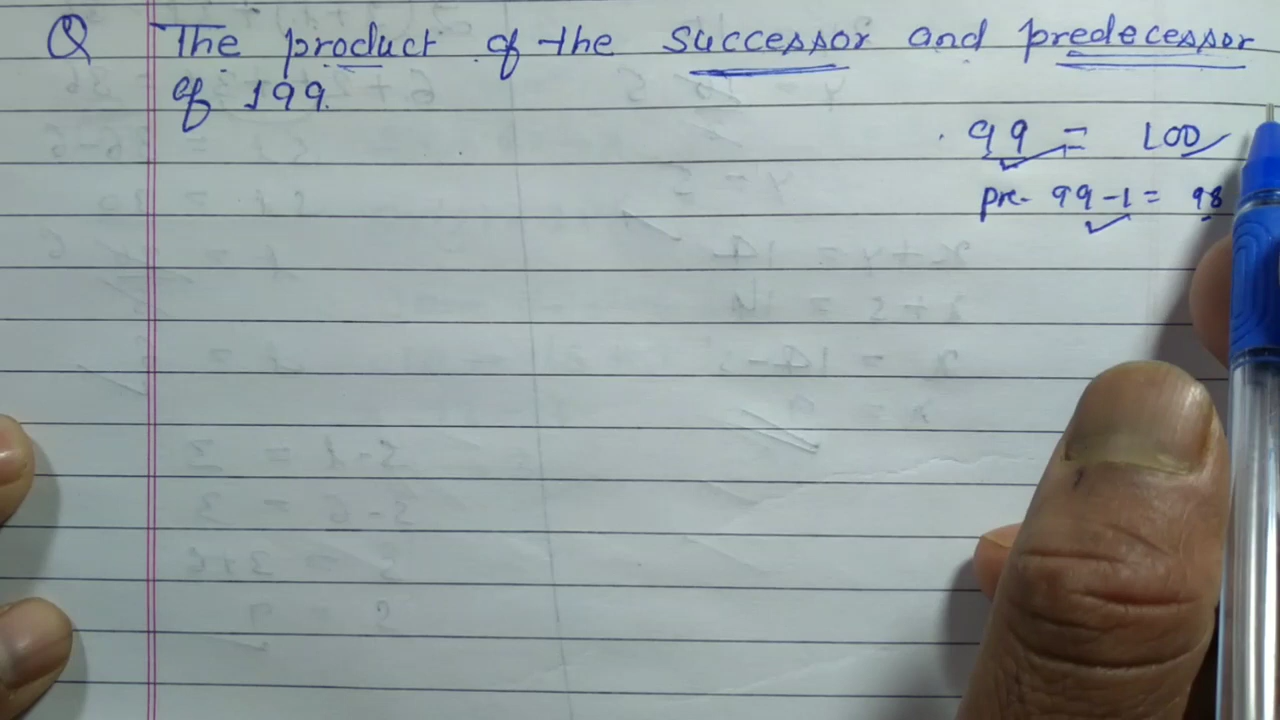 Q The product of the successor and predecessor
of 199.
99 = 100
pre- 99-1 = 98